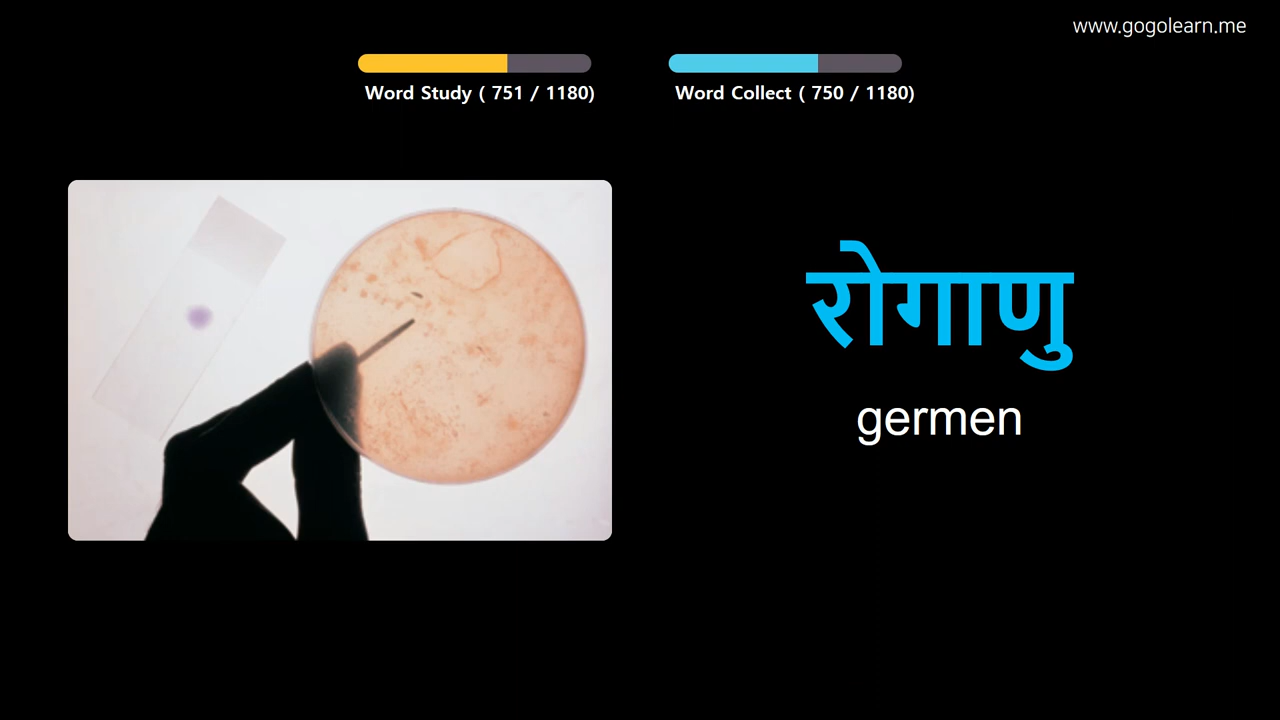 www.gogolearn.me
Word Study ( 751 / 1180)
Word Collect ( 750 / 1180)
रोगाणु
germen